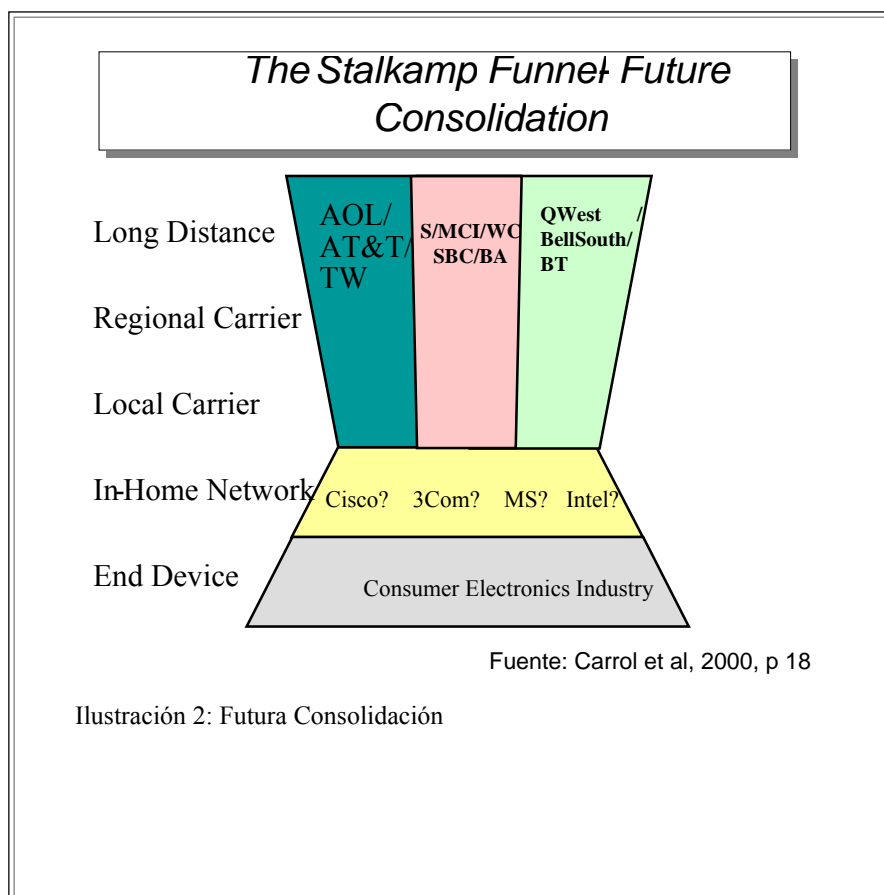 The Stalkamp Funnel- Future
Consolidation
Long Distance
Regional Carrier
Local Carrier
In-Home Network
End Device
AOL/
AT&T/
TW
S/MCI/WC
SBC/BA
QWest /
BellSouth/
BT
Cisco? 3Com? MS? Intel?
Consumer Electronics Industry
Fuente: Carrol et al, 2000, p 18
Ilustración 2: Futura Consolidación